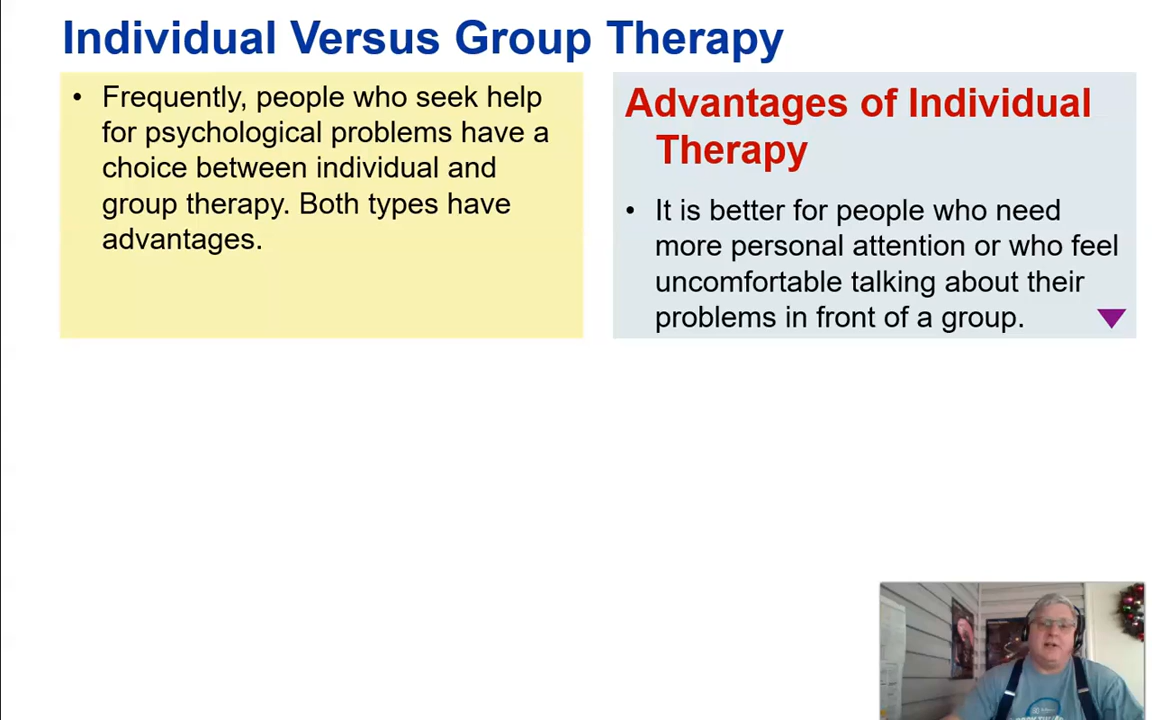 Individual Versus Group Therapy
• Frequently, people who seek help
for psychological problems have a
choice between individual and
group therapy. Both types have
advantages.
Advantages of Individual
Therapy
• It is better for people who need
more personal attention or who feel
uncomfortable talking about their
problems in front of a group.